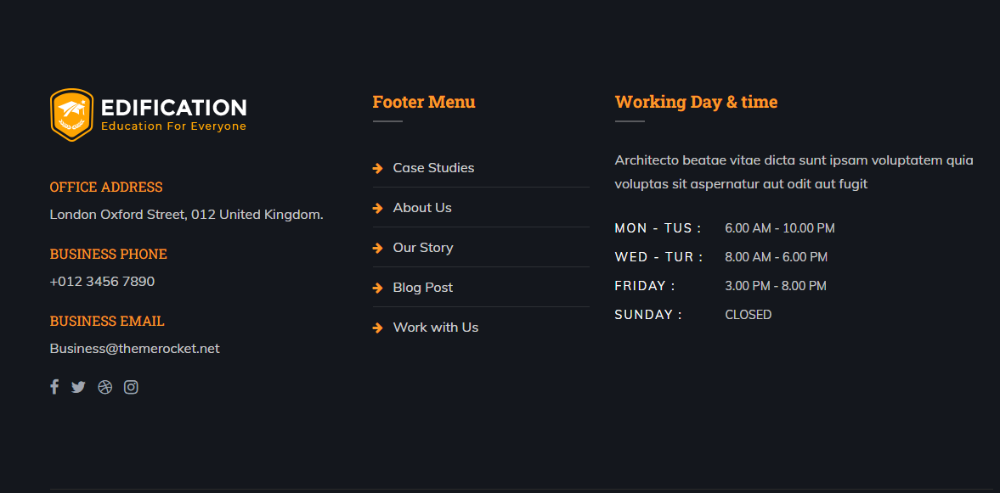 EDIFICATION
Education For Everyone
OFFICE ADDRESS
London Oxford Street, 012 United Kingdom.
BUSINESS PHONE
+012 3456 7890
BUSINESS EMAIL
Business@themerocket.net
Footer Menu
Case Studies
About Us
Our Story
Blog Post
Work with Us
Working Day & time
Architecto beatae vitae dicta sunt ipsam voluptatem quia
voluptas sit aspernatur aut odit aut fugit
MON - TUS : 6.00 AM - 10.00 PM
WED - TUR : 8.00 AM - 6.00 PM
FRIDAY : 3.00 PM - 8.00 PM
SUNDAY : CLOSED